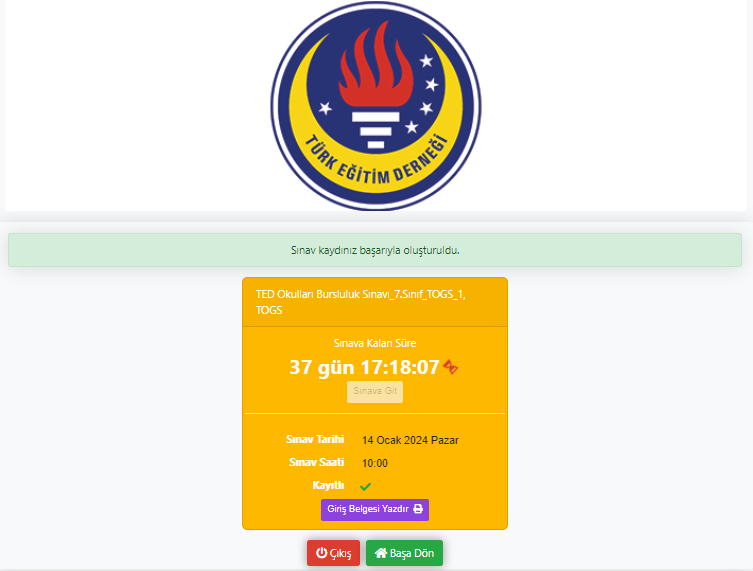 TÜRK EĞİTİM DERNEĞİ
Sınav kaydınız başarıyla oluşturuldu.
TED Okulları Bursluluk Sınavı_7.Sınıf_TOGS_1,
TOGS
Sınava Kalan Süre
37 gün 17:18:07
Sınava Git
Sınav Tarihi 14 Ocak 2024 Pazar
Sınav Saati 10:00
Kayıtlı
Giriş Belgesi Yazdır
Çıkış Başa Dön